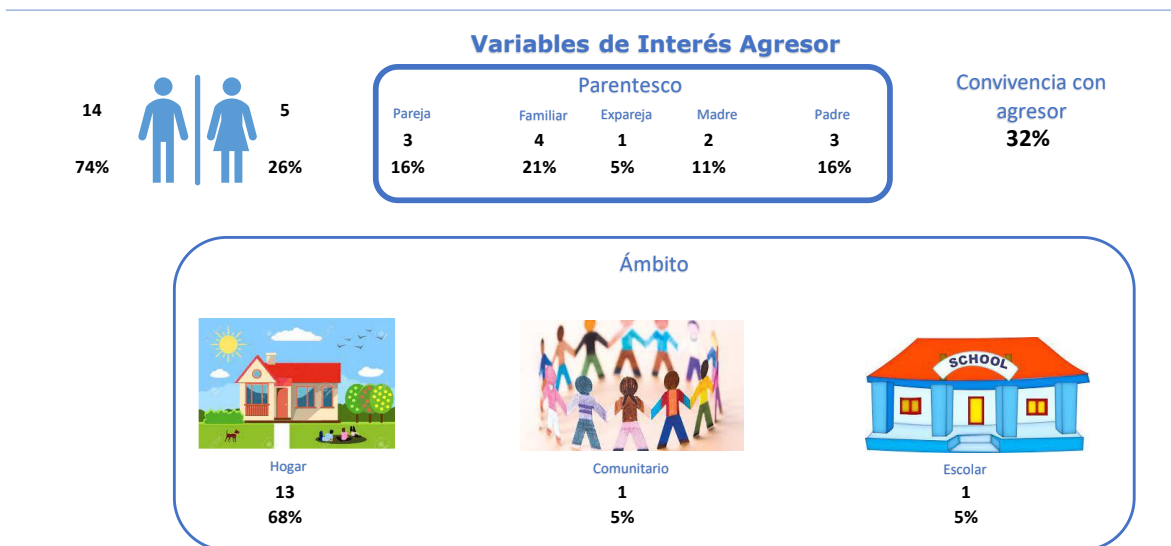 Variables de Interés Agresor
14
74%
5
26%
Parentesco
Pareja Familiar Expareja Madre Padre
3 4 1 2 3
16% 21% 5% 11% 16%
Convivencia con
agresor
32%
Ámbito
SCHOOL
Hogar Comunitario Escolar
13 1 1
68% 5% 5%